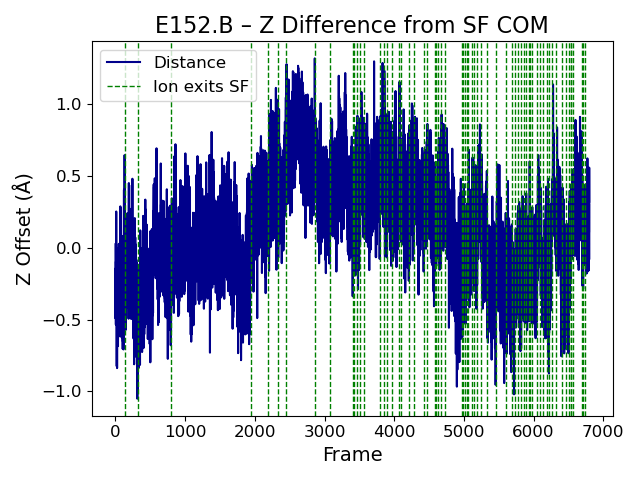 E152.B – Z Difference from SF COM
Distance
Ion exits SF
Z Offset (Å)
1.0
0.5
0.0
−0.5
−1.0
0 1000 2000 3000 4000 5000 6000 7000
Frame